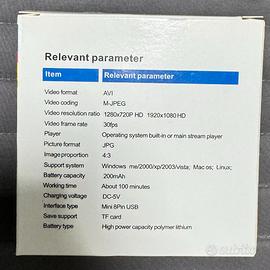 Relevant parameter
Item Relevant parameter
Video format AVI
Video coding M-JPEG
Video resolution ratio 1280x720P HD 1920x1080 HD
Video frame rate 30fps
Player Operating system built-in or main stream player
Picture format JPG
Image proportion 4:3
Support system Windows me/2000/xp/2003/vista; Mac os; Linux;
Battery capacity 200mAh
Working time About 100 minutes
Charging voltage DC-5V
Interface type Mini 8Pin USB
Save support TF card
Battery type High power capacity polymer lithium
subito